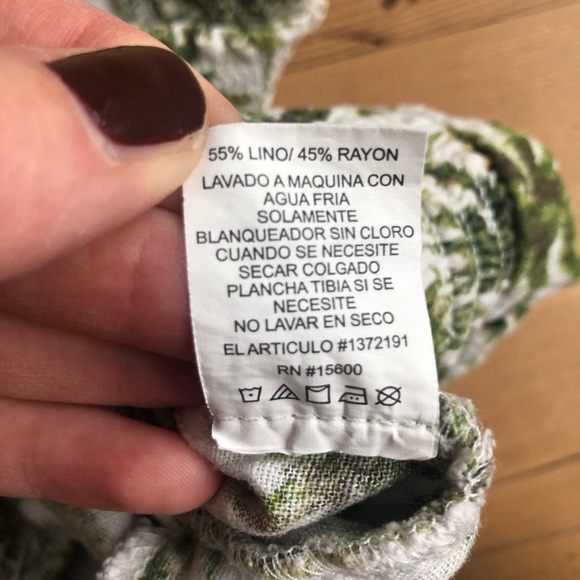 55% LINO/ 45% RAYON
LAVADO A MAQUINA CON
AGUA FRIA
SOLAMENTE
BLANQUEADOR SIN CLORO
CUANDO SE NECESITE
SECAR COLGADO
PLANCHA TIBIA SI SE
NECESITE
NO LAVAR EN SECO
EL ARTICULO #1372191
RN #15600